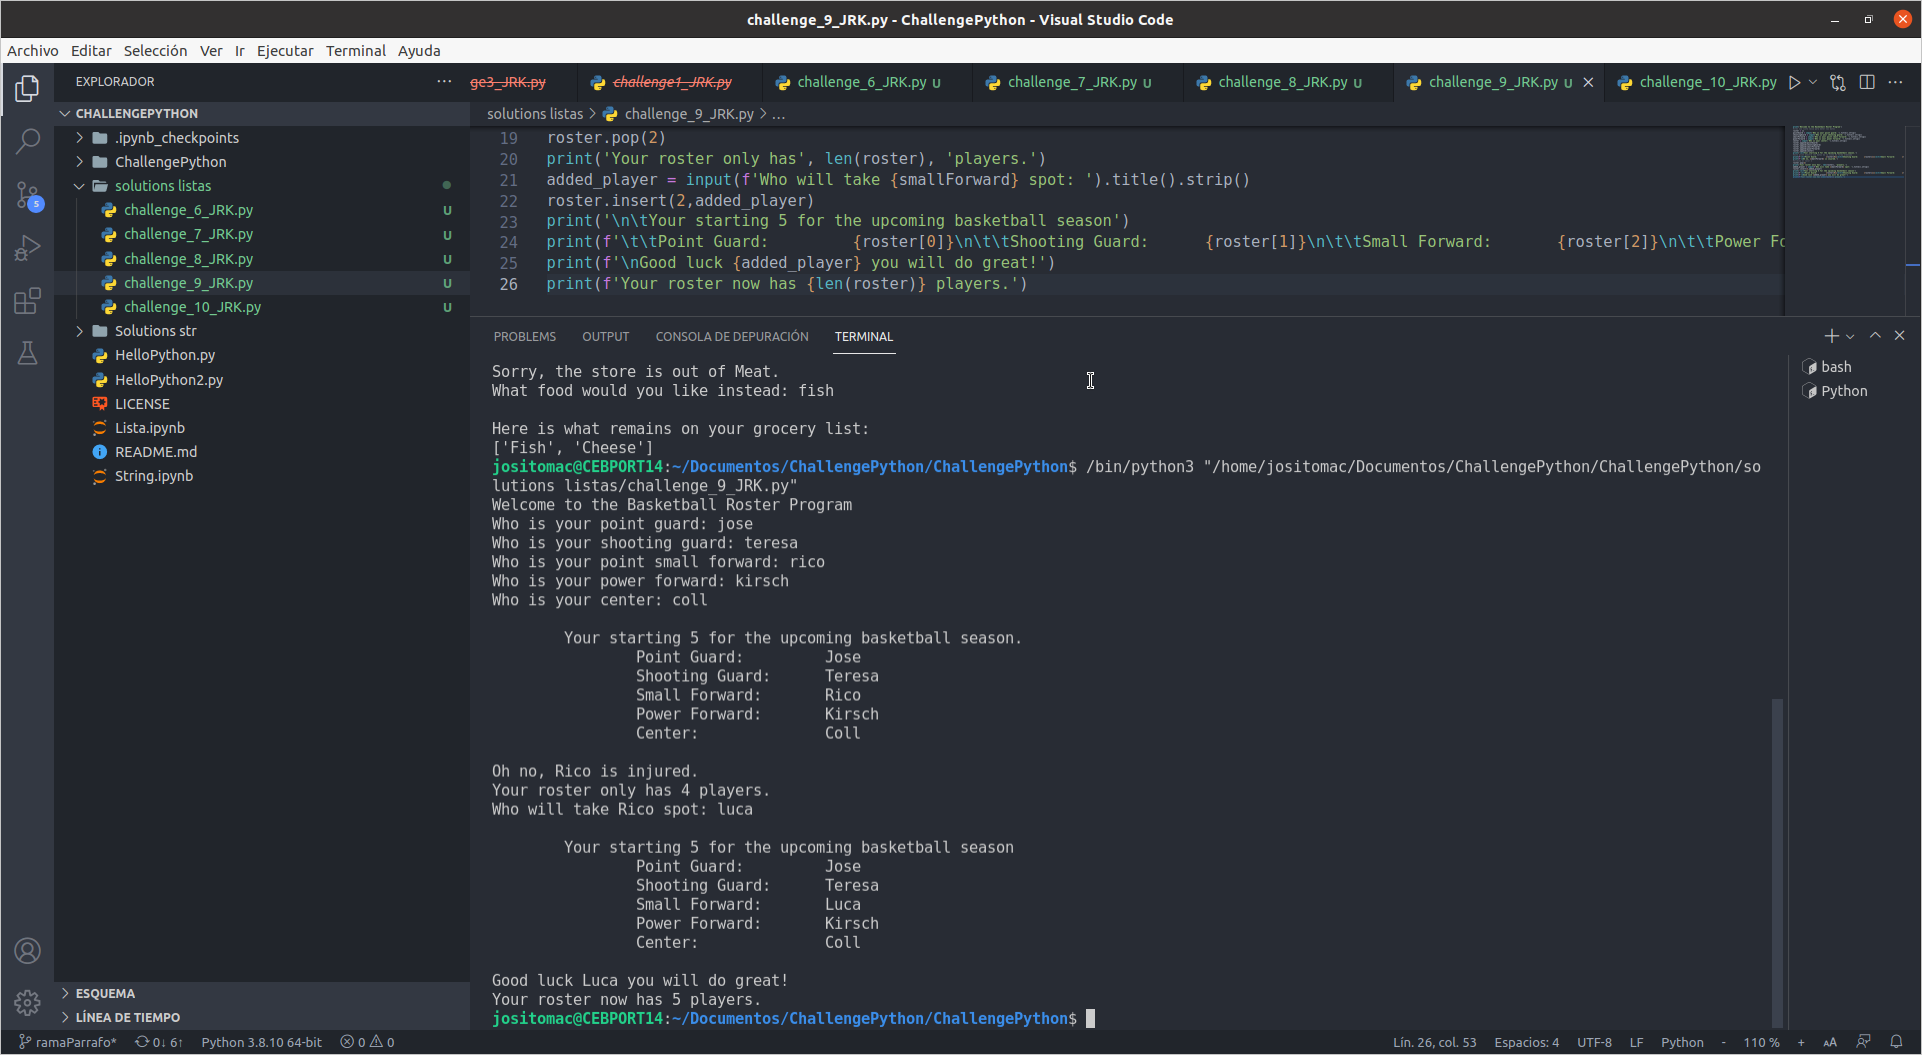 challenge_9_JRK.py - ChallengePython - Visual Studio Code
Archivo Editar Selección Ver Ir Ejecutar Terminal Ayuda
EXPLORADOR
CHALLENGEPYTHON
.ipynb_checkpoints
ChallengePython
solutions listas
challenge_6_JRK.py U
challenge_7_JRK.py U
challenge_8_JRK.py U
challenge_9_JRK.py U
challenge_10_JRK.py U
Solutions str
HelloPython.py
HelloPython2.py
LICENSE
Lista.ipynb
README.md
String.ipynb
ESQUEMA
LÍNEA DE TIEMPO
5
ge3_JRK.py challenge1_JRK.py challenge_6_JRK.py U challenge_7_JRK.py U challenge_8_JRK.py U challenge_9_JRK.py U challenge_10_JRK.py
solutions listas > challenge_9_JRK.py > ...
19 roster.pop(2)
20 print('Your roster only has', len(roster), 'players.')
21 added_player = input(f'Who will take {smallForward} spot: ').title().strip()
22 roster.insert(2,added_player)
23 print('\n\tYour starting 5 for the upcoming basketball season')
24 print(f'\t\tPoint Guard: {roster[0]}\n\t\tShooting Guard: {roster[1]}\n\t\tSmall Forward: {roster[2]}\n\t\tPower Fo
25 print(f'\nGood luck {added_player} you will do great!')
26 print(f'Your roster now has {len(roster)} players.')
PROBLEMS OUTPUT CONSOLA DE DEPURACIÓN TERMINAL
bash
Python
Sorry, the store is out of Meat.
What food would you like instead: fish
Here is what remains on your grocery list:
['Fish', 'Cheese']
jositomac@CEBPORT14:~/Documentos/ChallengePython/ChallengePython$ /bin/python3 "/home/jositomac/Documentos/ChallengePython/ChallengePython/so
lutions listas/challenge_9_JRK.py"
Welcome to the Basketball Roster Program
Who is your point guard: jose
Who is your shooting guard: teresa
Who is your point small forward: rico
Who is your power forward: kirsch
Who is your center: coll
Your starting 5 for the upcoming basketball season.
Point Guard: Jose
Shooting Guard: Teresa
Small Forward: Rico
Power Forward: Kirsch
Center: Coll
Oh no, Rico is injured.
Your roster only has 4 players.
Who will take Rico spot: luca
Your starting 5 for the upcoming basketball season
Point Guard: Jose
Shooting Guard: Teresa
Small Forward: Luca
Power Forward: Kirsch
Center: Coll
Good luck Luca you will do great!
Your roster now has 5 players.
jositomac@CEBPORT14:~/Documentos/ChallengePython/ChallengePython$
ramaParrafo* 0↓ 6↑ Python 3.8.10 64-bit 0 0 Lín. 26, col. 53 Espacios: 4 UTF-8 LF Python - 110 % + AA